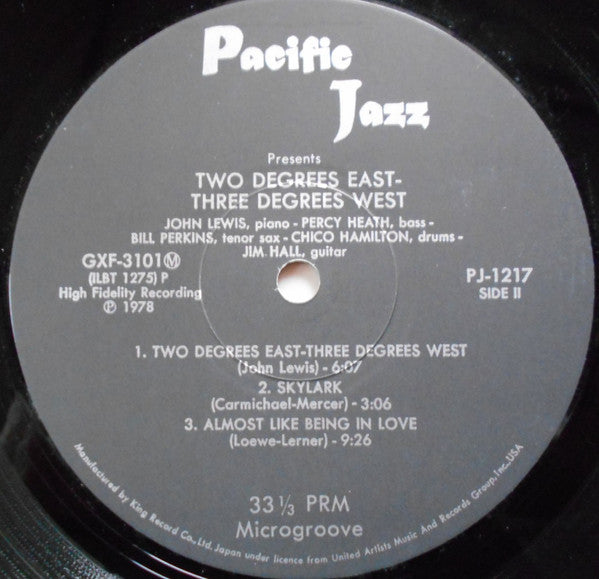 Pacific
Jazz
Presents
TWO DEGREES EAST-
THREE DEGREES WEST
JOHN LEWIS, piano - PERCY HEATH, bass -
BILL PERKINS, tenor sax - CHICO HAMILTON, drums -
JIM HALL, guitar
GXF-3101 Ⓜ
(ILBT 1275) P
High Fidelity Recording
℗ 1978
PJ-1217
SIDE II
1. TWO DEGREES EAST-THREE DEGREES WEST
(John Lewis) - 6:07
2. SKYLARK
(Carmichael-Mercer) - 3:06
3. ALMOST LIKE BEING IN LOVE
(Loewe-Lerner) - 9:26
33 1/3 PRM
Microgroove
Manufactured by King Record Co., Ltd. Japan under licence from United Artists Music And Records Group, Inc., USA